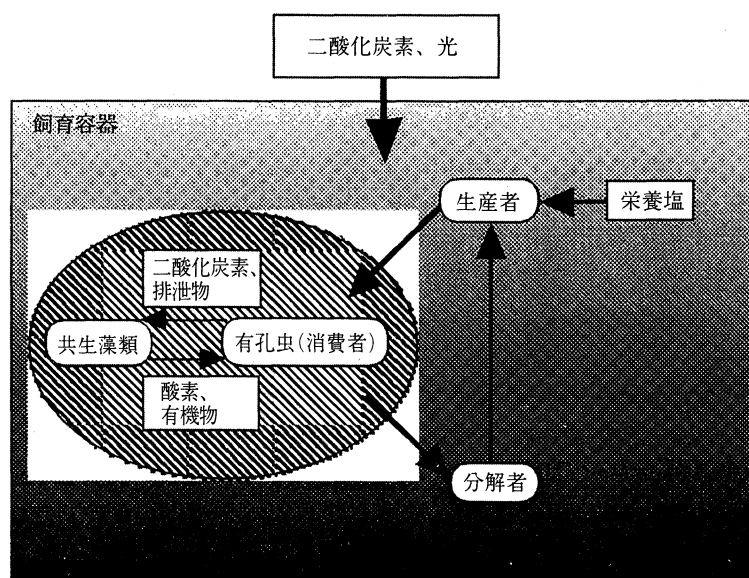 二酸化炭素、光
飼育容器
生産者
栄養塩
二酸化炭素、
排泄物
共生藻類
有孔虫(消費者)
酸素、
有機物
分解者